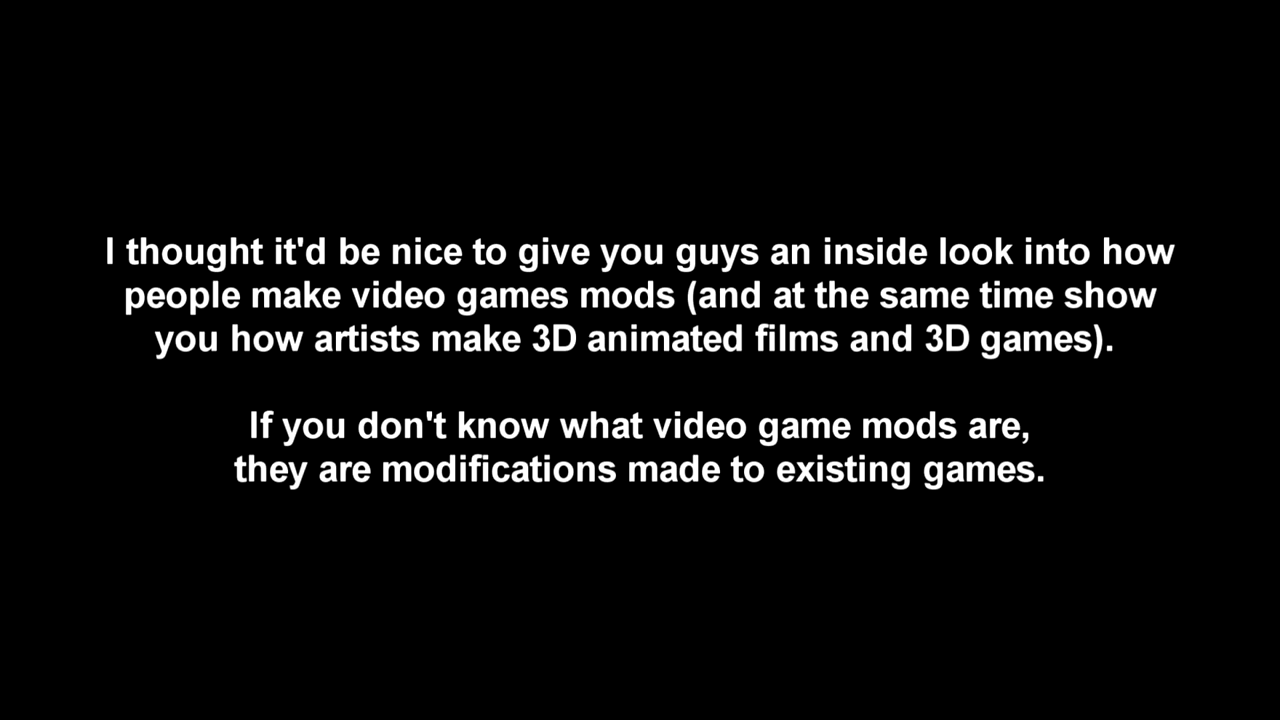 I thought it'd be nice to give you guys an inside look into how
people make video games mods (and at the same time show
you how artists make 3D animated films and 3D games).
If you don't know what video game mods are,
they are modifications made to existing games.